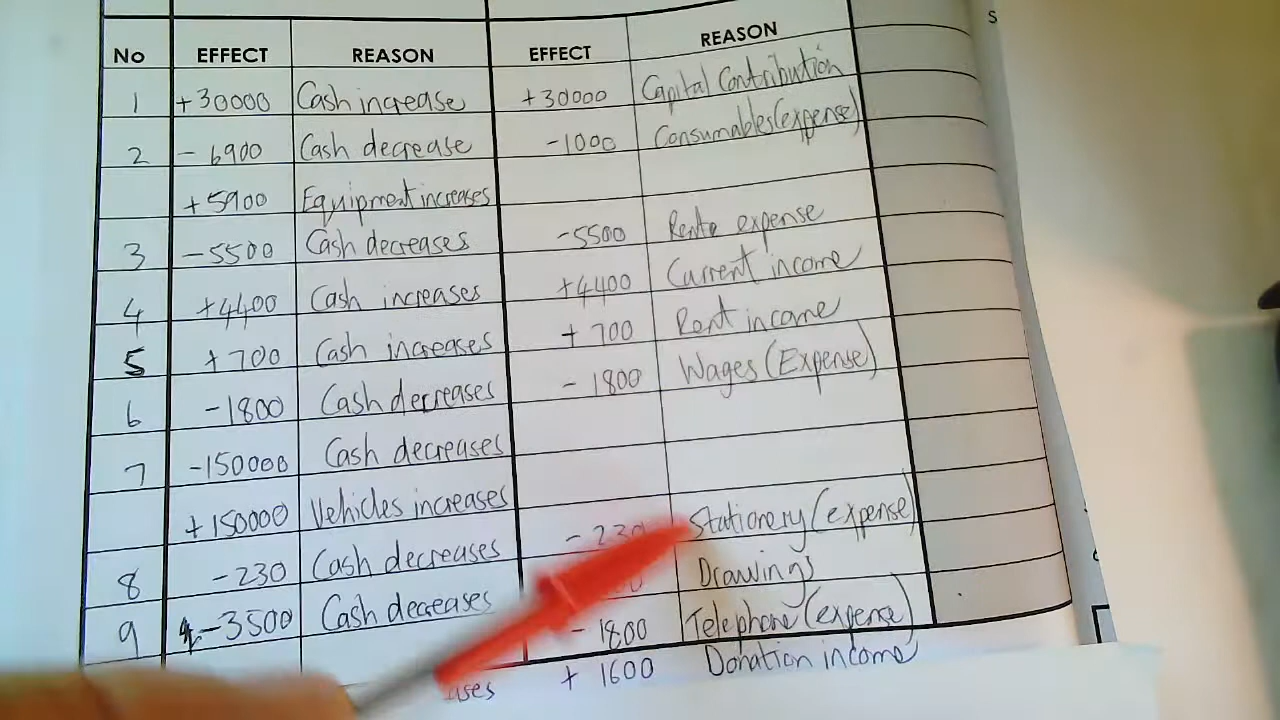 S
No EFFECT REASON EFFECT REASON
1 +30000 Cash increase +30000 Capital Contribution
2 -6900 Cash decrease -1000 Consumables(expense)
+5900 Equipment increases
3 -5500 Cash decreases -5500 Rent expense
4 +4400 Cash increases +4400 Current income
5 +700 Cash increases +700 Rent income
6 -1800 Cash decreases -1800 Wages (Expense)
7 -150000 Cash decreases
+150000 Vehicles increases
8 -230 Cash decreases -230 Stationery (expense)
9 -3500 Cash decreases Drawings
-1800 Telephone (expense)
+1600 Donation income